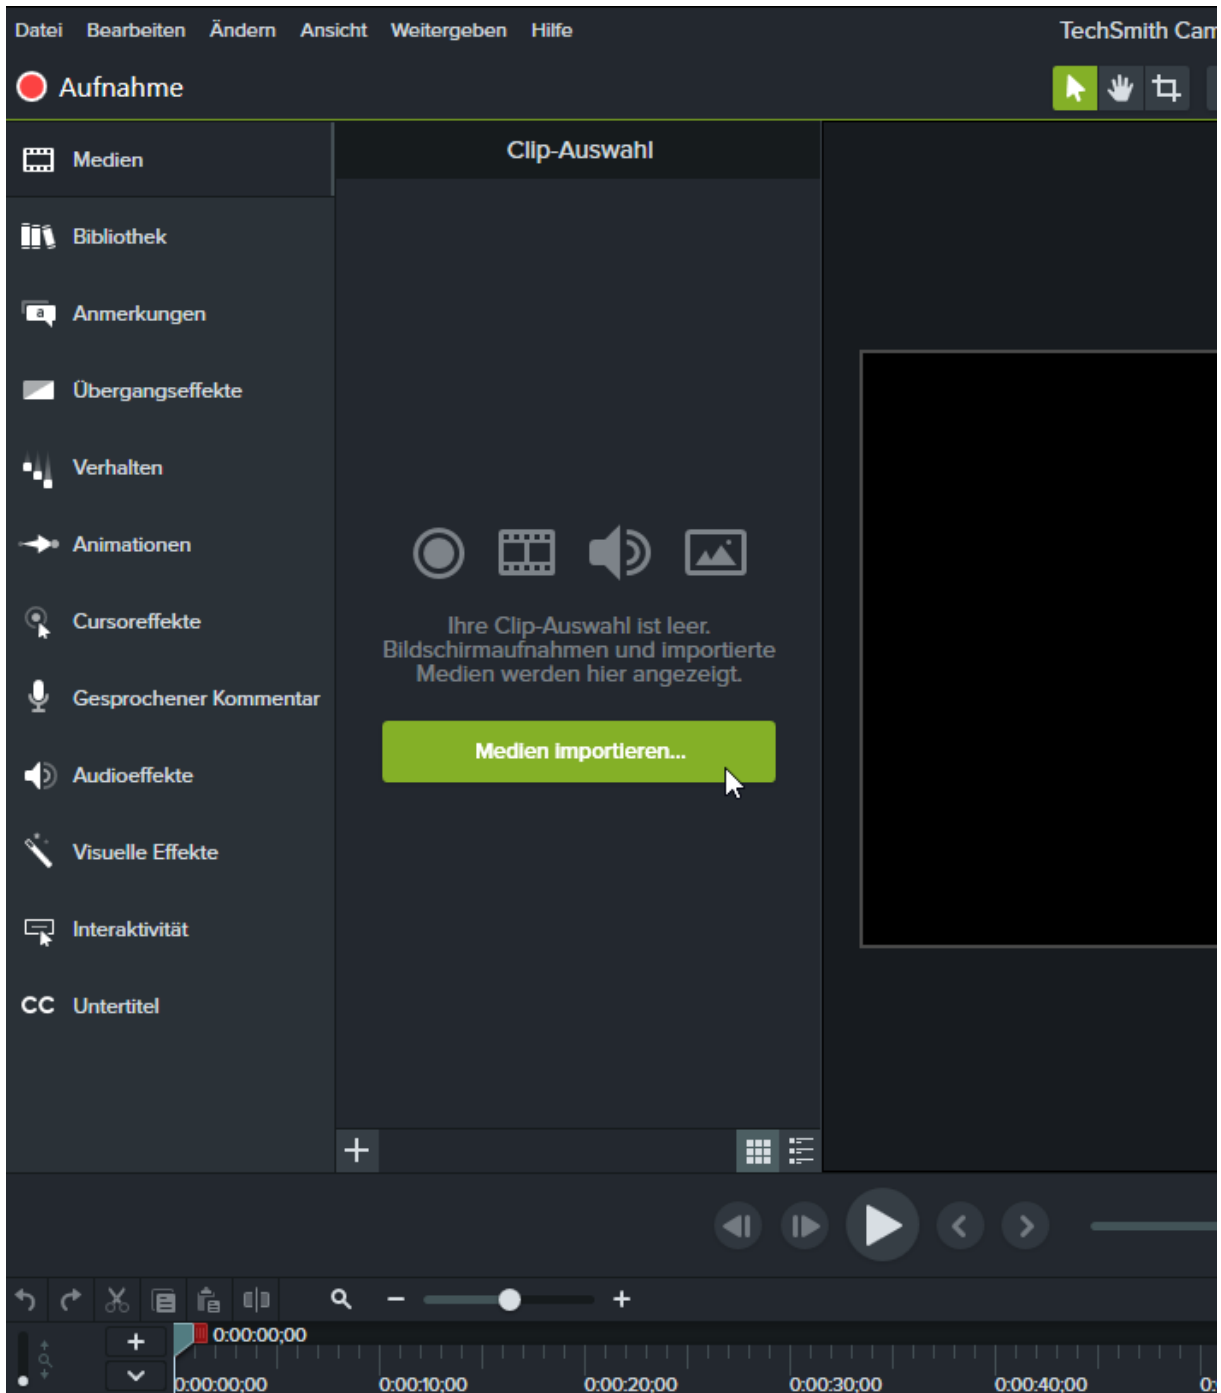 Datei Bearbeiten Ändern Ansicht Weitergeben Hilfe
TechSmith Cam
Aufnahme
Clip-Auswahl
Medien
Bibliothek
a
Anmerkungen
Übergangseffekte
Verhalten
Animationen
Cursoreffekte
Gesprochener Kommentar
Audioeffekte
Visuelle Effekte
Interaktivität
CC Untertitel
Ihre Clip-Auswahl ist leer.
Bildschirmaufnahmen und importierte
Medien werden hier angezeigt.
Medien importieren...
0:00:00;00
0:00:00;00 0:00:10;00 0:00:20;00 0:00:30;00 0:00:40;00 0: